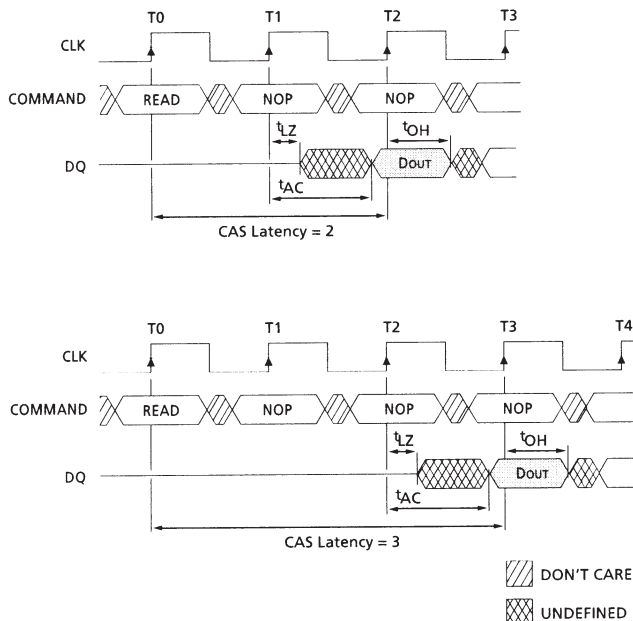 T0 T1 T2 T3
CLK
COMMAND READ NOP NOP
tLZ tOH
DQ DOUT
tAC
CAS Latency = 2
T0 T1 T2 T3 T4
CLK
COMMAND READ NOP NOP NOP
tLZ tOH
DQ DOUT
tAC
CAS Latency = 3
DON'T CARE
UNDEFINED